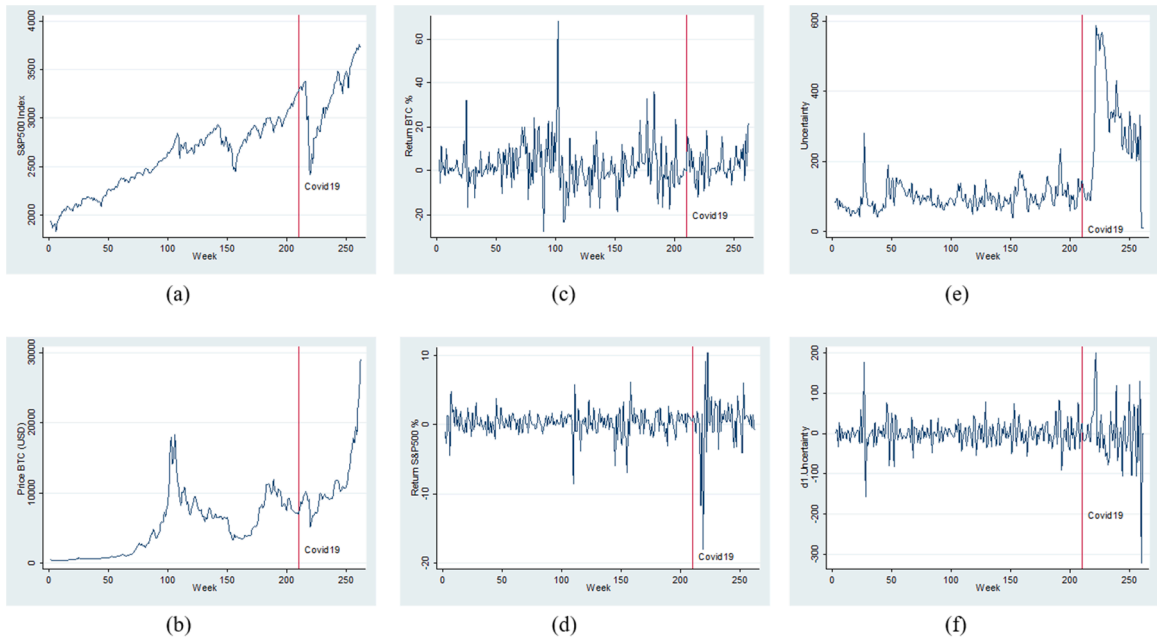 4000
3500
3000
2500
2000
S&P500 Index
Covid19
0 50 100 150 200 250
Week
(a)
60
40
20
0
-20
Return BTC %
Covid19
0 50 100 150 200 250
Week
(c)
600
400
200
0
Uncertainty
Covid19
0 50 100 150 200 250
Week
(e)
30000
20000
10000
0
Price BTC (USD)
Covid19
0 50 100 150 200 250
Week
(b)
10
0
-10
-20
Return S&P500 %
Covid19
0 50 100 150 200 250
Week
(d)
200
100
0
-100
-200
-300
d1.Uncertainty
Covid19
0 50 100 150 200 250
Week
(f)